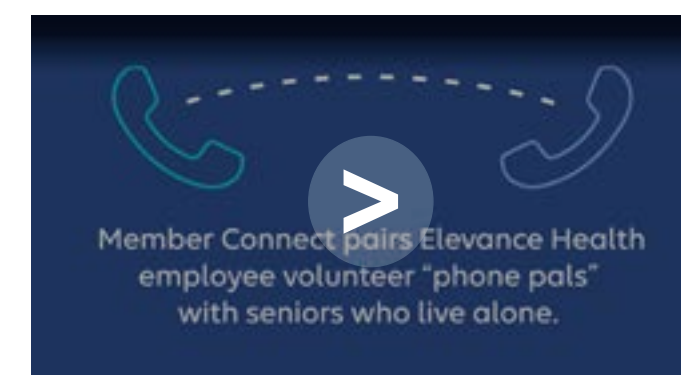 Member Connect pairs Elevance Health
employee volunteer “phone pals”
with seniors who live alone.